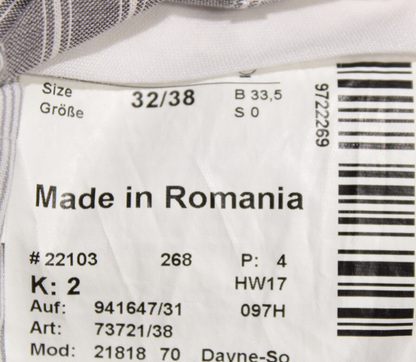 Size 32/38 B 33,5
Größe S 0
9722269
Made in Romania
# 22103 268 P: 4
K: 2 HW17
Auf: 941647/31 097H
Art: 73721/38
Mod: 21818 70 Dayne-So